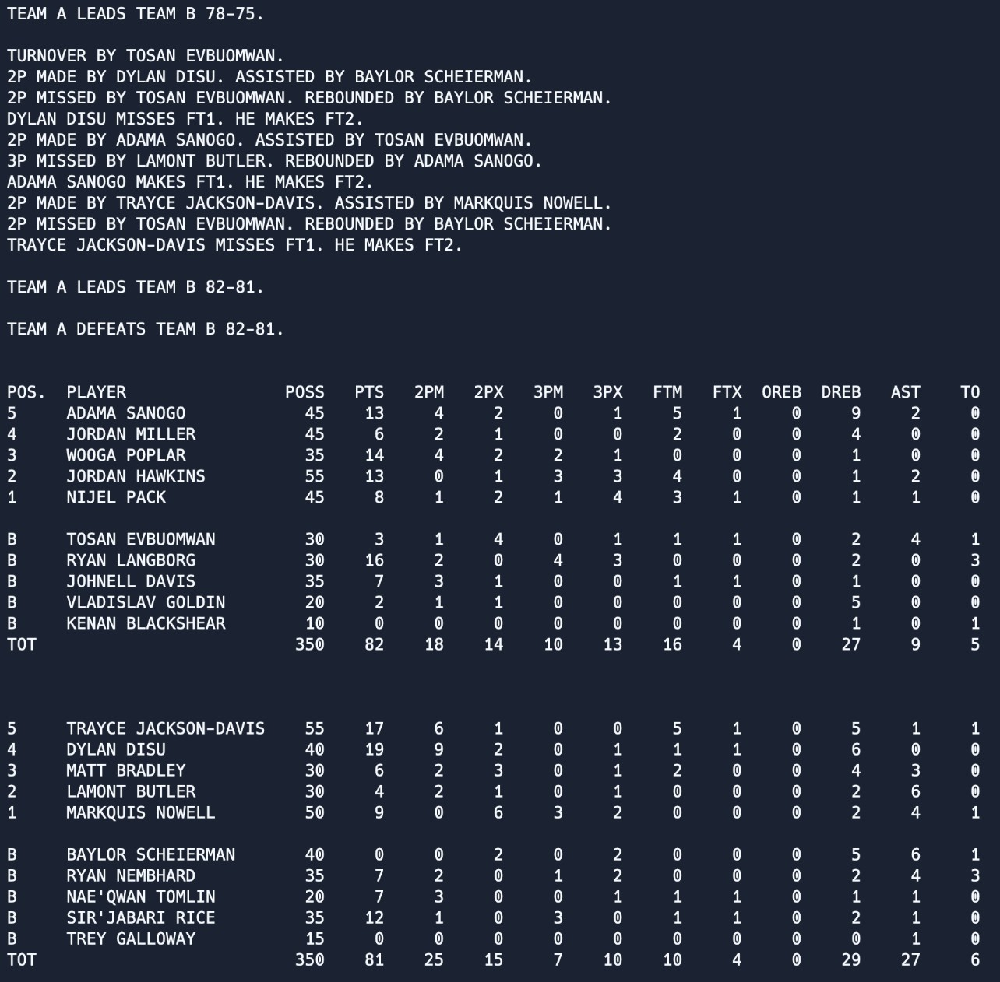 TEAM A LEADS TEAM B 78-75.
TURNOVER BY TOSAN EVBUOMWAN.
2P MADE BY DYLAN DISU. ASSISTED BY BAYLOR SCHEIERMAN.
2P MISSED BY TOSAN EVBUOMWAN. REBOUNDED BY BAYLOR SCHEIERMAN.
DYLAN DISU MISSES FT1. HE MAKES FT2.
2P MADE BY ADAMA SANOGO. ASSISTED BY TOSAN EVBUOMWAN.
3P MISSED BY LAMONT BUTLER. REBOUNDED BY ADAMA SANOGO.
ADAMA SANOGO MAKES FT1. HE MAKES FT2.
2P MADE BY TRAYCE JACKSON-DAVIS. ASSISTED BY MARKQUIS NOWELL.
2P MISSED BY TOSAN EVBUOMWAN. REBOUNDED BY BAYLOR SCHEIERMAN.
TRAYCE JACKSON-DAVIS MISSES FT1. HE MAKES FT2.
TEAM A LEADS TEAM B 82-81.
TEAM A DEFEATS TEAM B 82-81.
POS. PLAYER POSS PTS 2PM 2PX 3PM 3PX FTM FTX OREB DREB AST TO
5 ADAMA SANOGO 45 13 4 2 0 1 5 1 0 9 2 0
4 JORDAN MILLER 45 6 2 1 0 0 2 0 0 4 0 0
3 WOOGA POPLAR 35 14 4 2 2 1 0 0 0 1 0 0
2 JORDAN HAWKINS 55 13 0 1 3 3 4 0 0 1 2 0
1 NIJEL PACK 45 8 1 2 1 4 3 1 0 1 1 0
B TOSAN EVBUOMWAN 30 3 1 4 0 1 1 1 0 2 4 1
B RYAN LANGBORG 30 16 2 0 4 3 0 0 0 2 0 3
B JOHNELL DAVIS 35 7 3 1 0 0 1 1 0 1 0 0
B VLADISLAV GOLDIN 20 2 1 1 0 0 0 0 0 5 0 0
B KENAN BLACKSHEAR 10 0 0 0 0 0 0 0 0 1 0 1
TOT 350 82 18 14 10 13 16 4 0 27 9 5
5 TRAYCE JACKSON-DAVIS 55 17 6 1 0 0 5 1 0 5 1 1
4 DYLAN DISU 40 19 9 2 0 1 1 1 0 6 0 0
3 MATT BRADLEY 30 6 2 3 0 1 2 0 0 4 3 0
2 LAMONT BUTLER 30 4 2 1 0 1 0 0 0 2 6 0
1 MARKQUIS NOWELL 50 9 0 6 3 2 0 0 0 2 4 1
B BAYLOR SCHEIERMAN 40 0 0 2 0 2 0 0 0 5 6 1
B RYAN NEMBHARD 35 7 2 0 1 2 0 0 0 2 4 3
B NAE'QWAN TOMLIN 20 7 3 0 0 1 1 1 0 1 1 0
B SIR'JABARI RICE 35 12 1 0 3 0 1 1 0 2 1 0
B TREY GALLOWAY 15 0 0 0 0 0 0 0 0 0 1 0
TOT 350 81 25 15 7 10 10 4 0 29 27 6